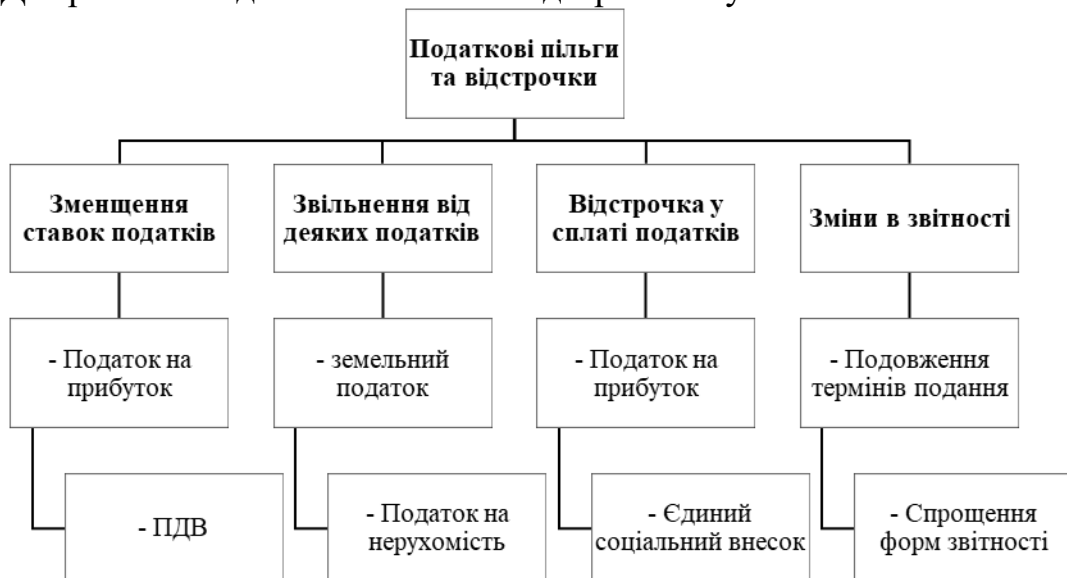 Податкові пільги
та відстрочки
Зменщення
ставок податків
Звільнення від
деяких податків
Відстрочка у
сплаті податків
Зміни в звітності
- Податок на
прибуток
- земельний
податок
- Податок на
прибуток
- Подовження
термінів подання
- ПДВ
- Податок на
нерухомість
- Єдиний
соціальний внесок
- Спрощення
форм звітності